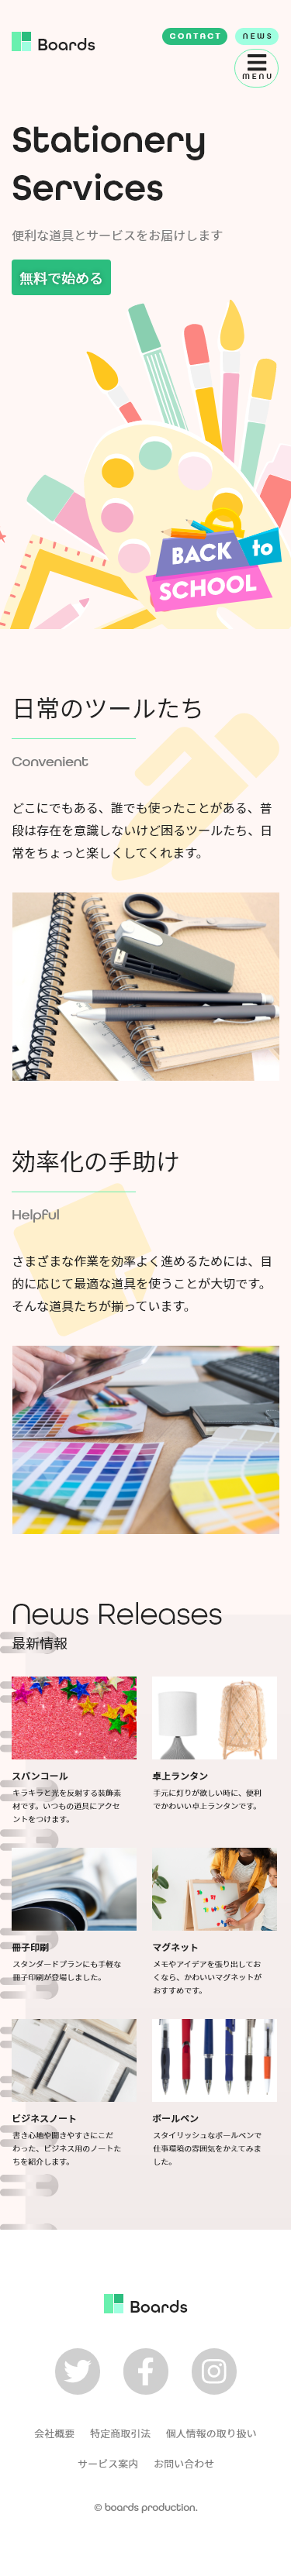 Boards
CONTACT
NEWS
MENU
Stationery
Services
便利な道具とサービスをお届けします
無料で始める
BACK to
SCHOOL
日常のツールたち
Convenient
どこにでもある、誰でも使ったことがある、普
段は存在を意識しないけど困るツールたち、日
常をちょっと楽しくしてくれます。
効率化の手助け
Helpful
さまざまな作業を効率よく進めるためには、目
的に応じて最適な道具を使うことが大切です。
そんな道具たちが揃っています。
News Releases
最新情報
スパンコール
キラキラと光を反射する装飾素
材です。いつもの道具にアクセ
ントをつけます。
卓上ランタン
手元に灯りが欲しい時に、便利
でかわいい卓上ランタンです。
冊子印刷
スタンダードプランにも手軽な
冊子印刷が登場しました。
マグネット
メモやアイデアを張り出してお
くなら、かわいいマグネットが
おすすめです。
ビジネスノート
書き心地や開きやすさにこだ
わった、ビジネス用のノートた
ちを紹介します。
ボールペン
スタイリッシュなボールペンで
仕事環境の雰囲気をかえてみま
した。
Boards
会社概要
特定商取引法
個人情報の取り扱い
サービス案内
お問い合わせ
© boards production.